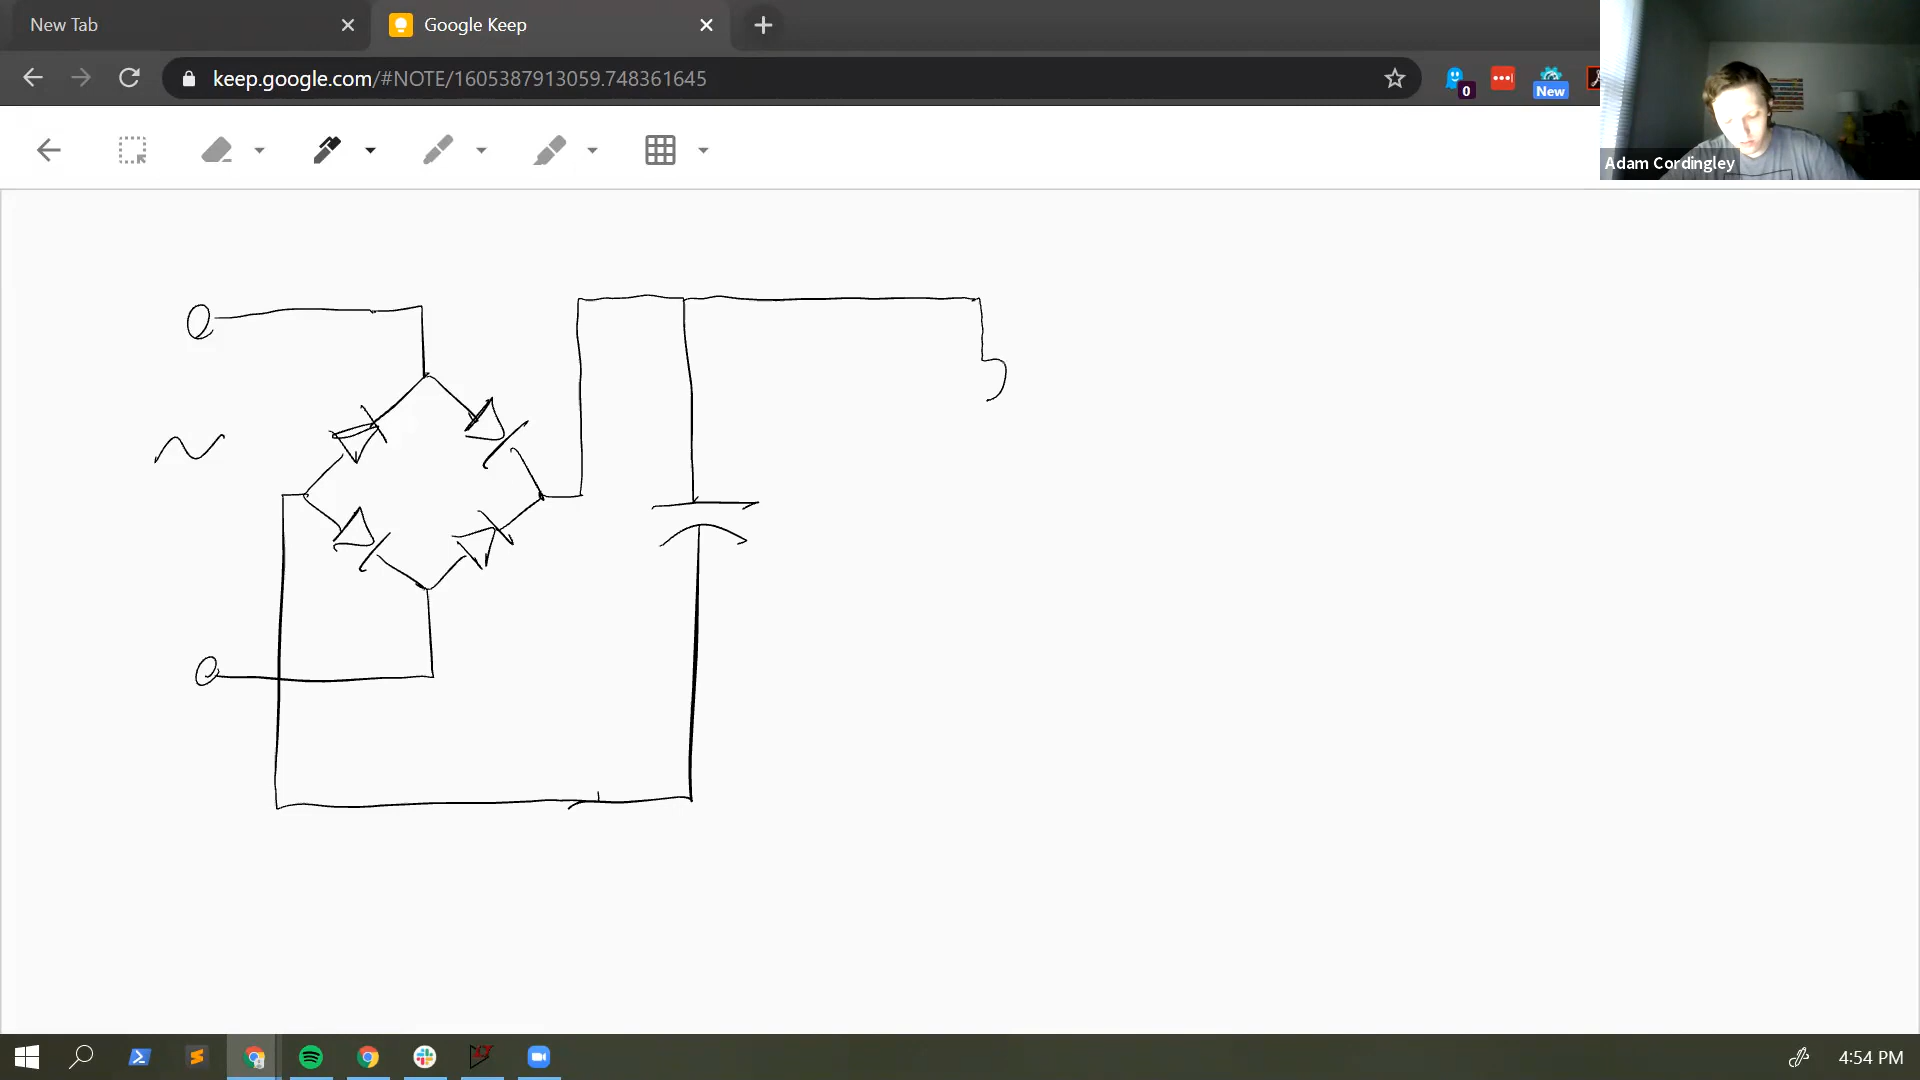 New Tab
Google Keep
keep.google.com/#NOTE/1605387913059.748361645
0
New
Adam Cordingley
4:54 PM